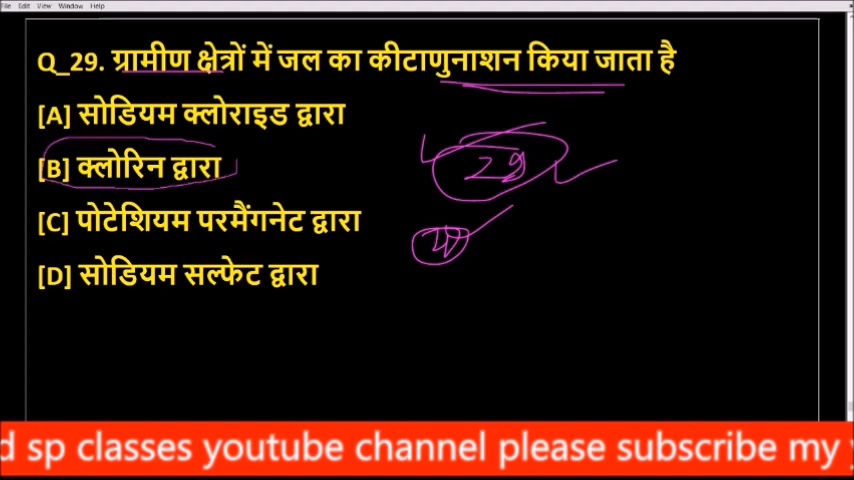 File Edit View Window Help
Q_29. ग्रामीण क्षेत्रों में जल का कीटाणुनाशन किया जाता है
[A] सोडियम क्लोराइड द्वारा
[B] क्लोरिन द्वारा
29
[C] पोटेशियम परमैंगनेट द्वारा
[D] सोडियम सल्फेट द्वारा
d sp classes youtube channel please subscribe my